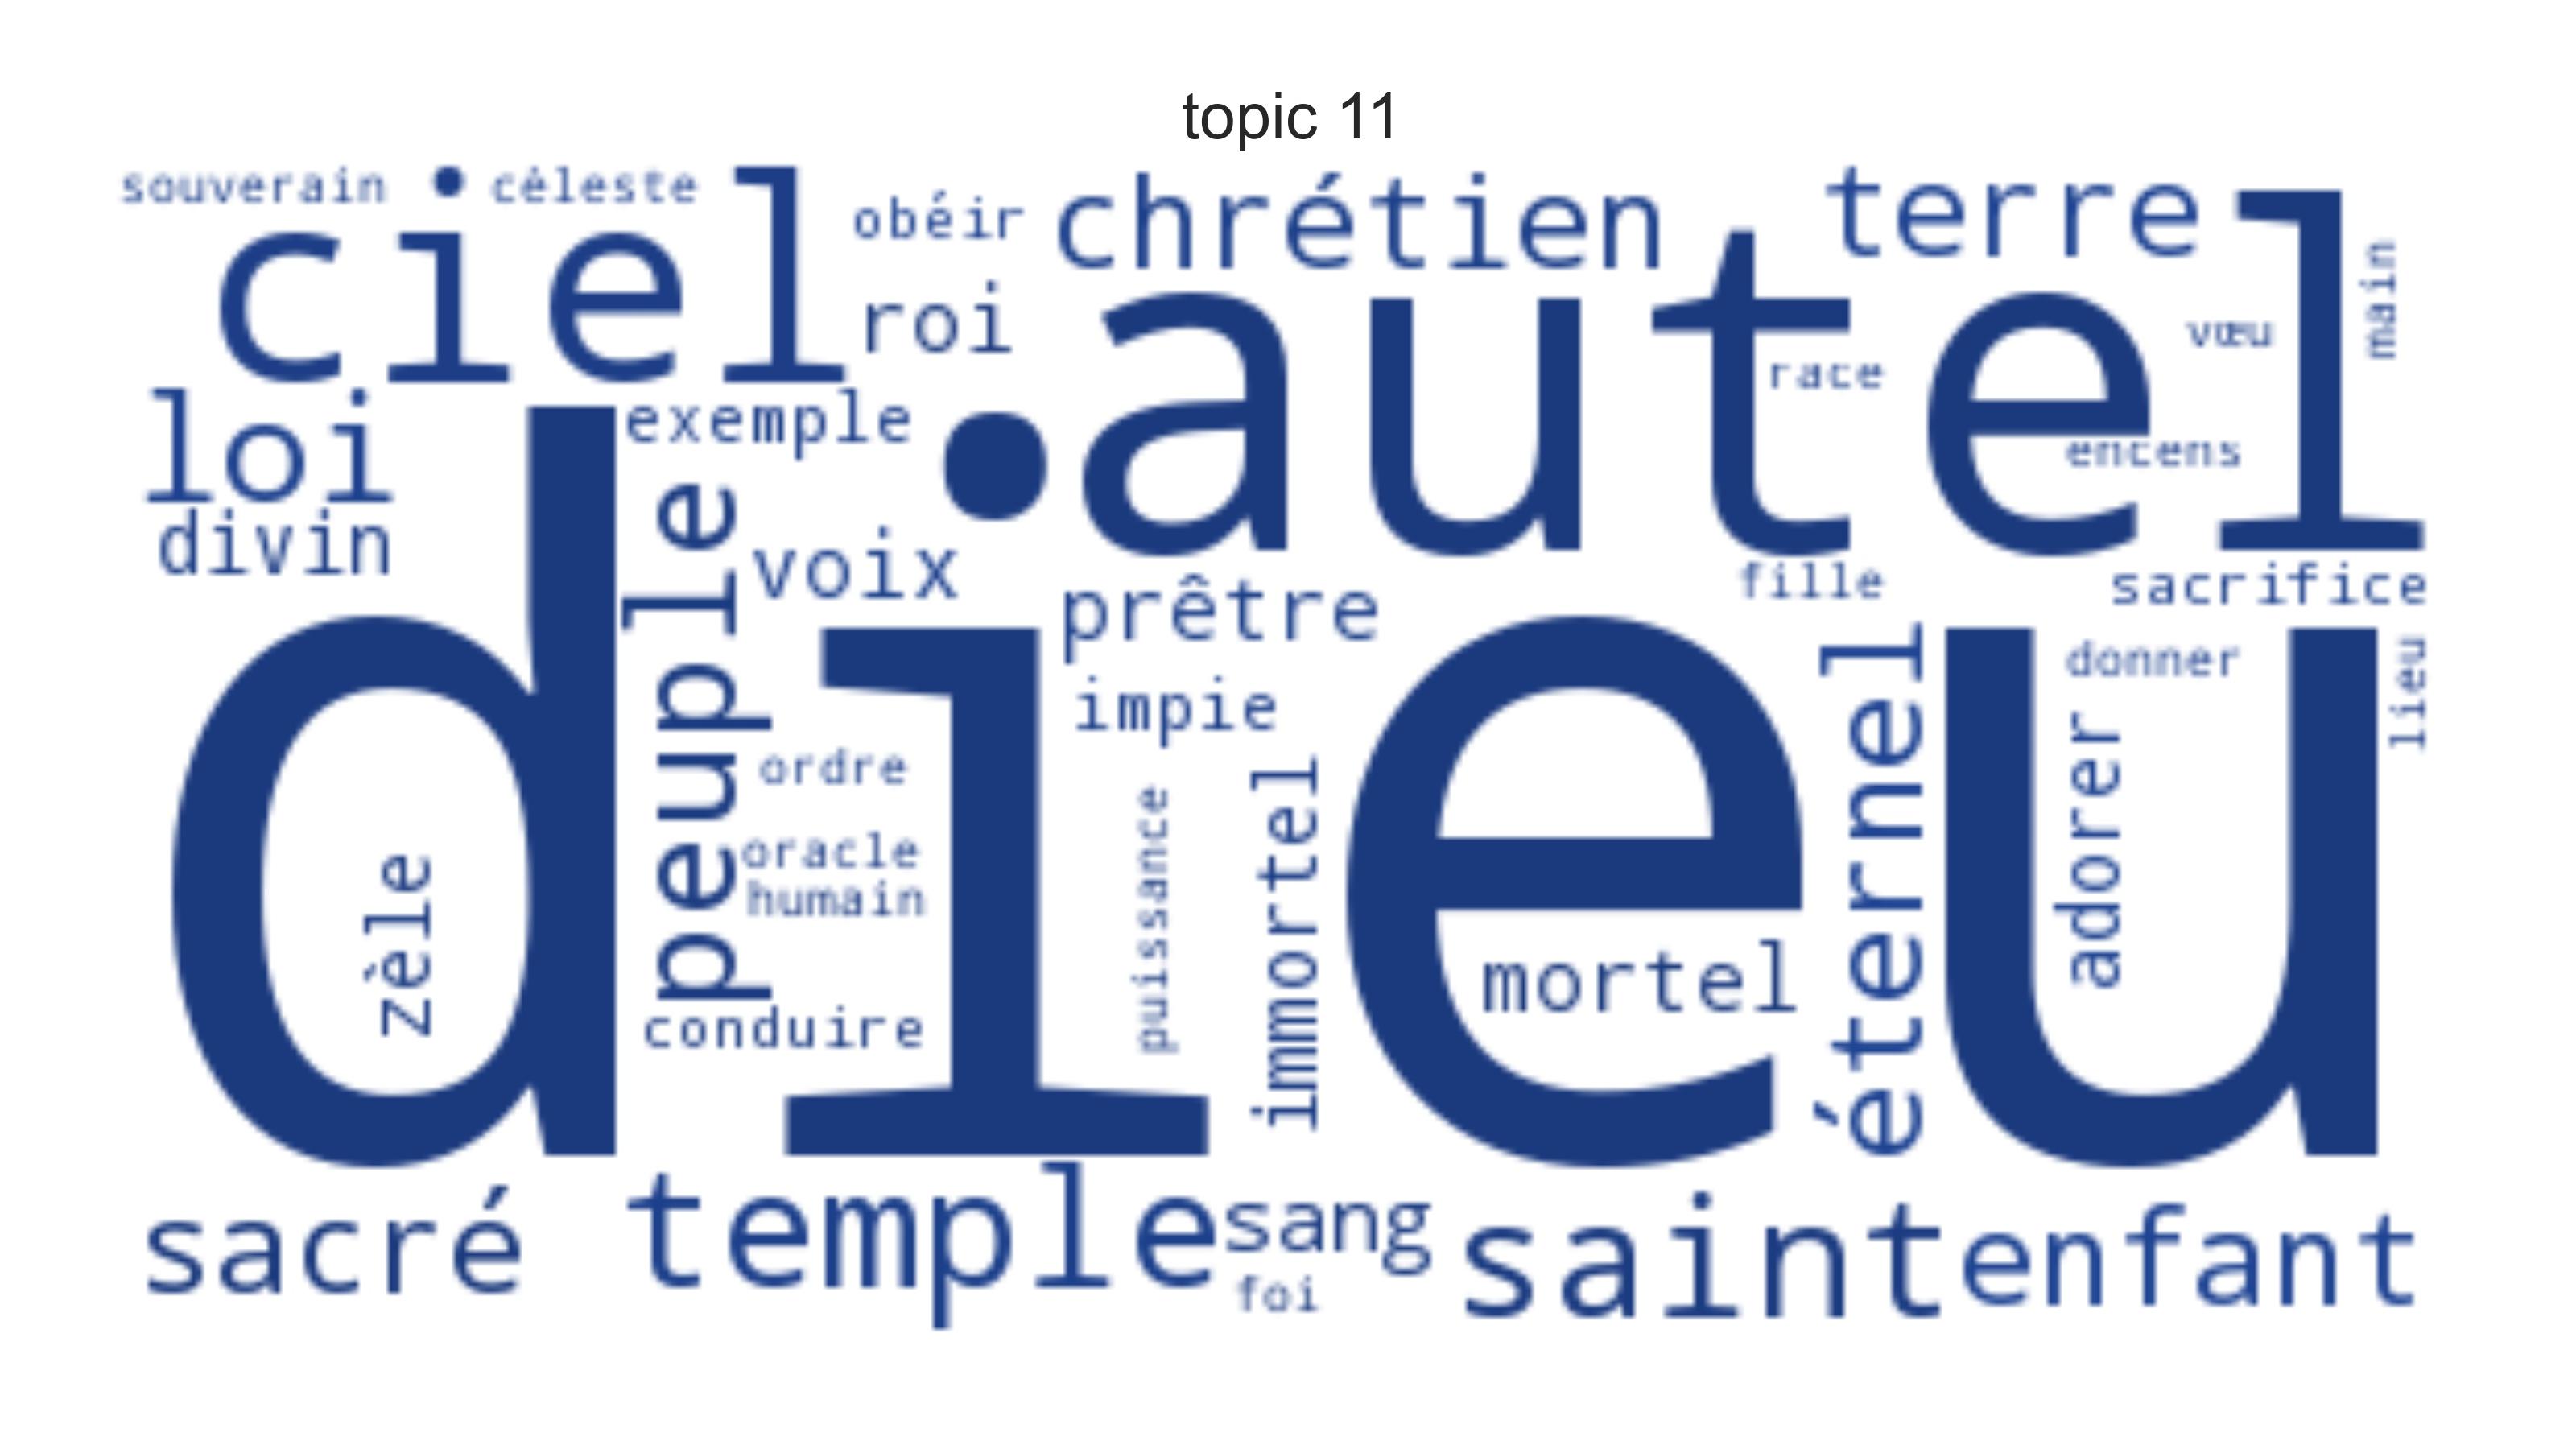 topic 11
souverain
céleste
ciel
obéir
chrétien
terre
roi
autel
main
vœu
race
loi
exemple
encens
divin
peuple
voix
prêtre
fille
sacrifice
dieu
impie
donner
lieu
ordre
oracle
humain
puissance
immortel
éternel
adorer
zèle
mortel
conduire
sacré
temple
sang
foi
saint
enfant